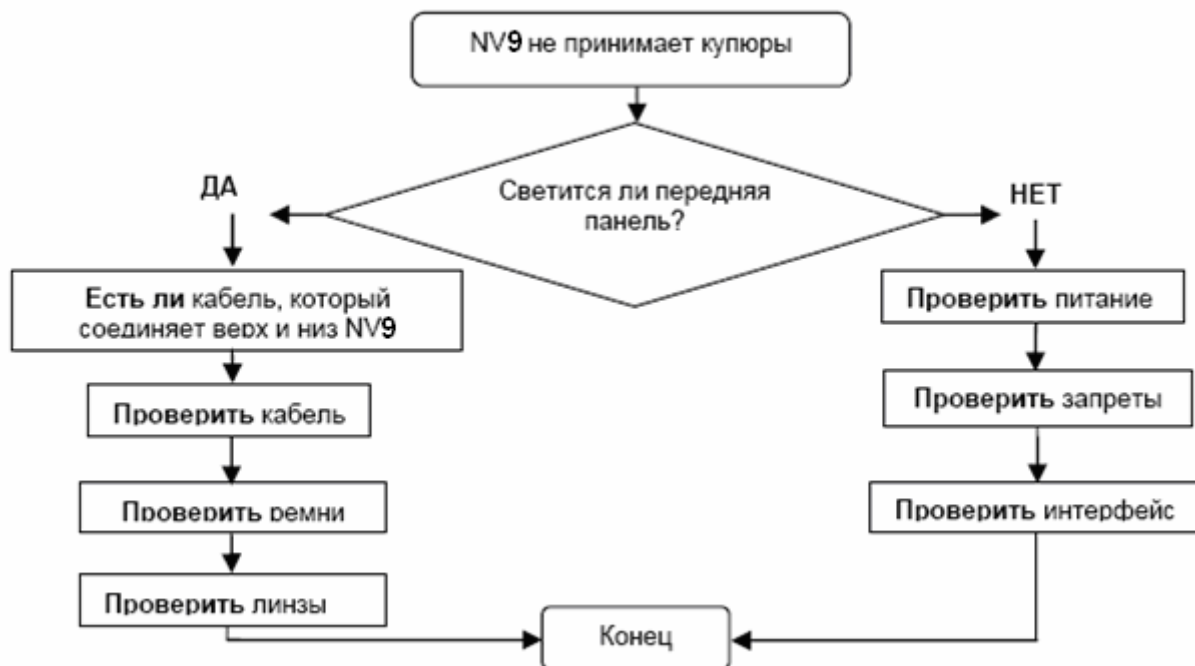 NV9 не принимает купюры
Светится ли передняя
панель?
ДА
НЕТ
Есть ли кабель, который
соединяет верх и низ NV9
Проверить кабель
Проверить ремни
Проверить линзы
Проверить питание
Проверить запреты
Проверить интерфейс
Конец